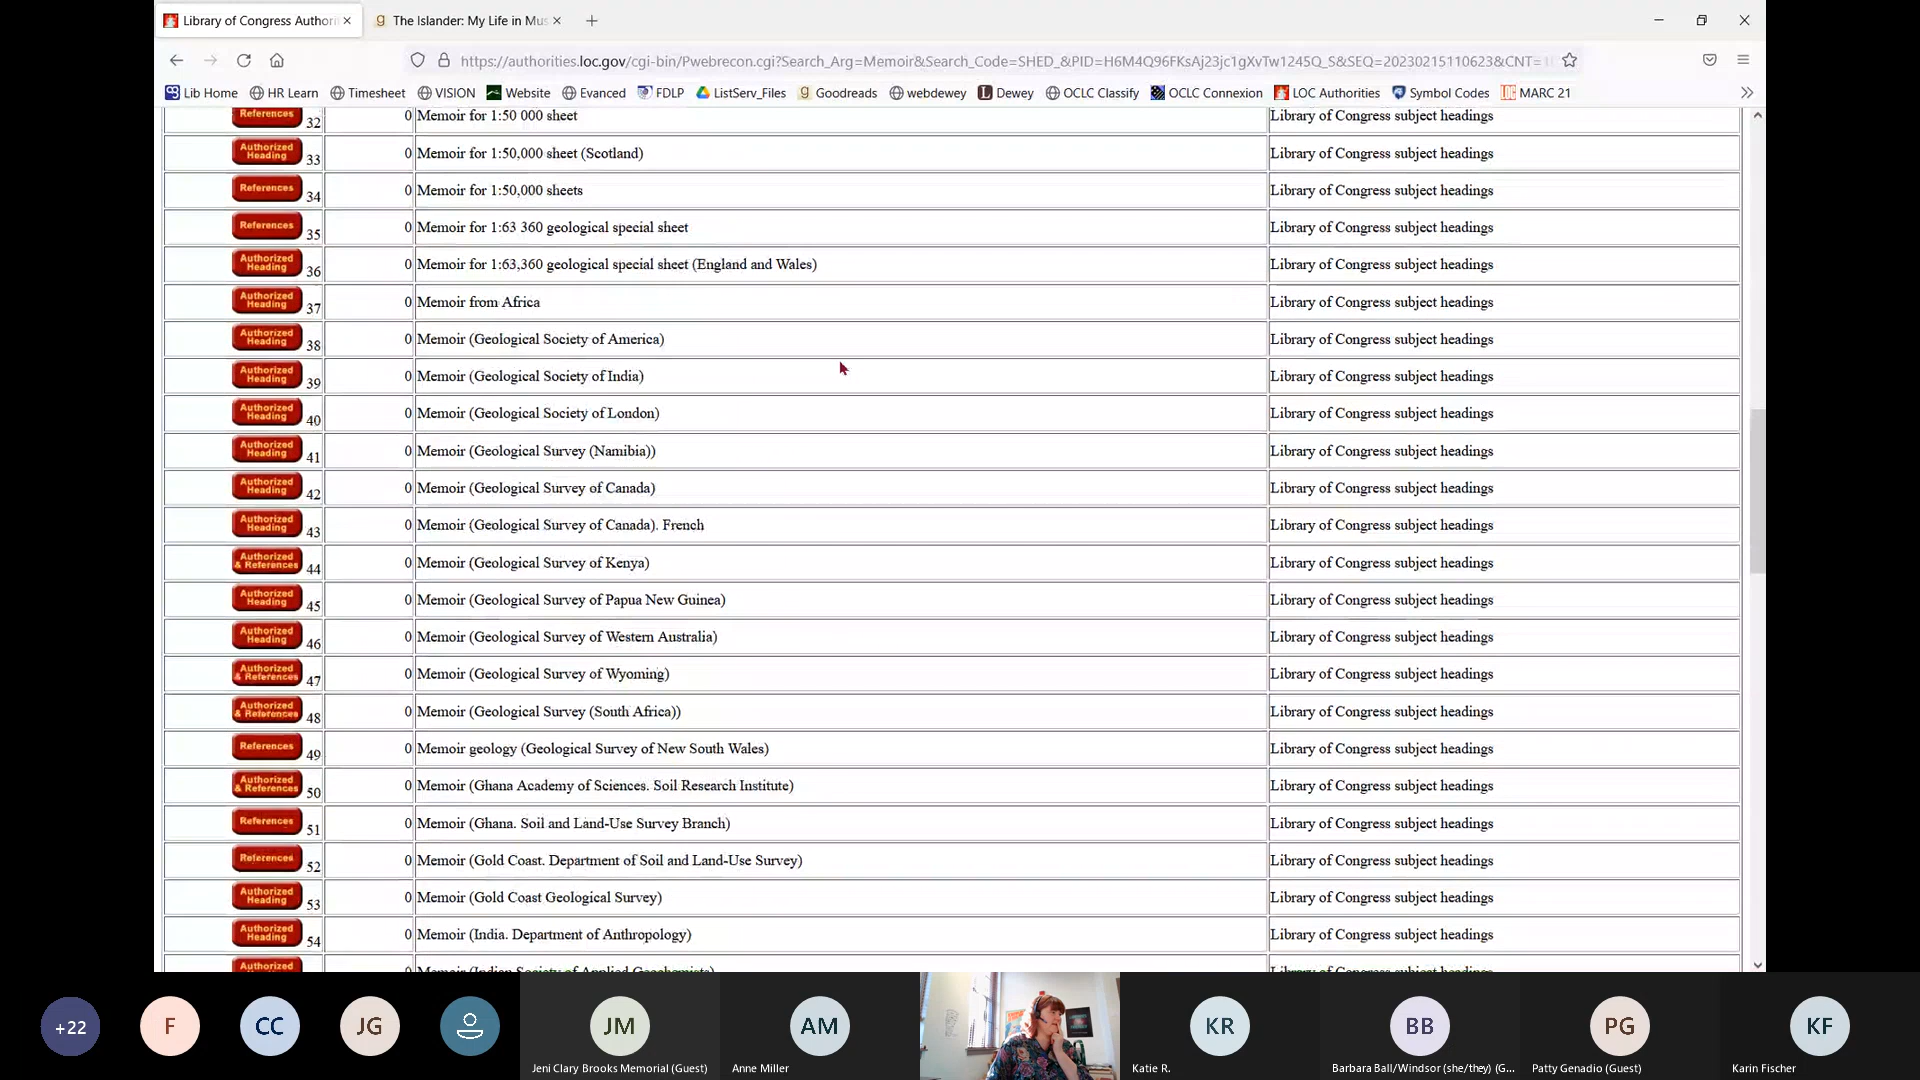 Library of Congress Authori
The Islander: My Life in Mus
https://authorities.loc.gov/cgi-bin/Pwebrecon.cgi?Search_Arg=Memoir&Search_Code=SHED_&PID=H6M4Q96FKsAj23jc1gXvTw1245Q_S&SEQ=20230215110623&CNT=
Lib Home HR Learn Timesheet VISION Website Evanced FDLP ListServ_Files Goodreads webdewey Dewey OCLC Classify OCLC Connexion LOC Authorities Symbol Codes MARC 21
References 32 0 Memoir for 1:50 000 sheet Library of Congress subject headings
Authorized Heading 33 0 Memoir for 1:50,000 sheet (Scotland) Library of Congress subject headings
References 34 0 Memoir for 1:50,000 sheets Library of Congress subject headings
References 35 0 Memoir for 1:63 360 geological special sheet Library of Congress subject headings
Authorized Heading 36 0 Memoir for 1:63,360 geological special sheet (England and Wales) Library of Congress subject headings
Authorized Heading 37 0 Memoir from Africa Library of Congress subject headings
Authorized Heading 38 0 Memoir (Geological Society of America) Library of Congress subject headings
Authorized Heading 39 0 Memoir (Geological Society of India) Library of Congress subject headings
Authorized Heading 40 0 Memoir (Geological Society of London) Library of Congress subject headings
Authorized Heading 41 0 Memoir (Geological Survey (Namibia)) Library of Congress subject headings
Authorized Heading 42 0 Memoir (Geological Survey of Canada) Library of Congress subject headings
Authorized Heading 43 0 Memoir (Geological Survey of Canada). French Library of Congress subject headings
Authorized & References 44 0 Memoir (Geological Survey of Kenya) Library of Congress subject headings
Authorized Heading 45 0 Memoir (Geological Survey of Papua New Guinea) Library of Congress subject headings
Authorized Heading 46 0 Memoir (Geological Survey of Western Australia) Library of Congress subject headings
Authorized & References 47 0 Memoir (Geological Survey of Wyoming) Library of Congress subject headings
Authorized & References 48 0 Memoir (Geological Survey (South Africa)) Library of Congress subject headings
References 49 0 Memoir geology (Geological Survey of New South Wales) Library of Congress subject headings
Authorized & References 50 0 Memoir (Ghana Academy of Sciences. Soil Research Institute) Library of Congress subject headings
References 51 0 Memoir (Ghana. Soil and Land-Use Survey Branch) Library of Congress subject headings
References 52 0 Memoir (Gold Coast. Department of Soil and Land-Use Survey) Library of Congress subject headings
Authorized Heading 53 0 Memoir (Gold Coast Geological Survey) Library of Congress subject headings
Authorized Heading 54 0 Memoir (India. Department of Anthropology) Library of Congress subject headings
Authorized Memoir (Indian Society of Applied Geochemists) Library of Congress subject headings
+22 F CC JG JM AM KR BB PG KF
Jeni Clary Brooks Memorial (Guest) Anne Miller Katie R. Barbara Ball/Windsor (she/they) (G... Patty Genadio (Guest) Karin Fischer